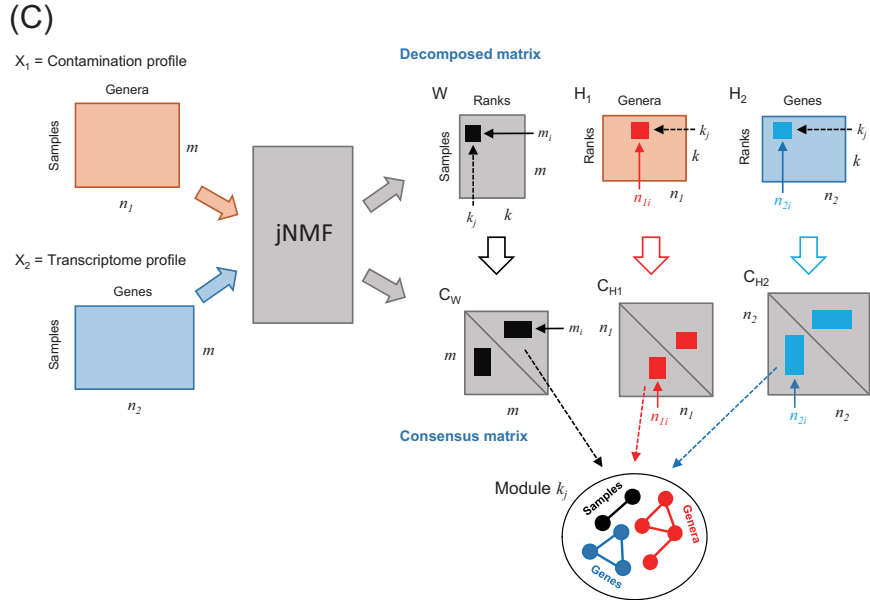 (C)
X1 = Contamination profile
Genera
Samples
m
n1
X2 = Transcriptome profile
Genes
Samples
m
n2
jNMF
Decomposed matrix
W
Ranks
Samples
mi
m
kj
k
H1
Genera
Ranks
kj
k
n1i
n1
H2
Genes
Ranks
kj
k
n2i
n2
CW
mi
m
m
CH1
n1
n1i
n1
CH2
n2
n2i
n2
Consensus matrix
Module kj
Samples
Genera
Genes